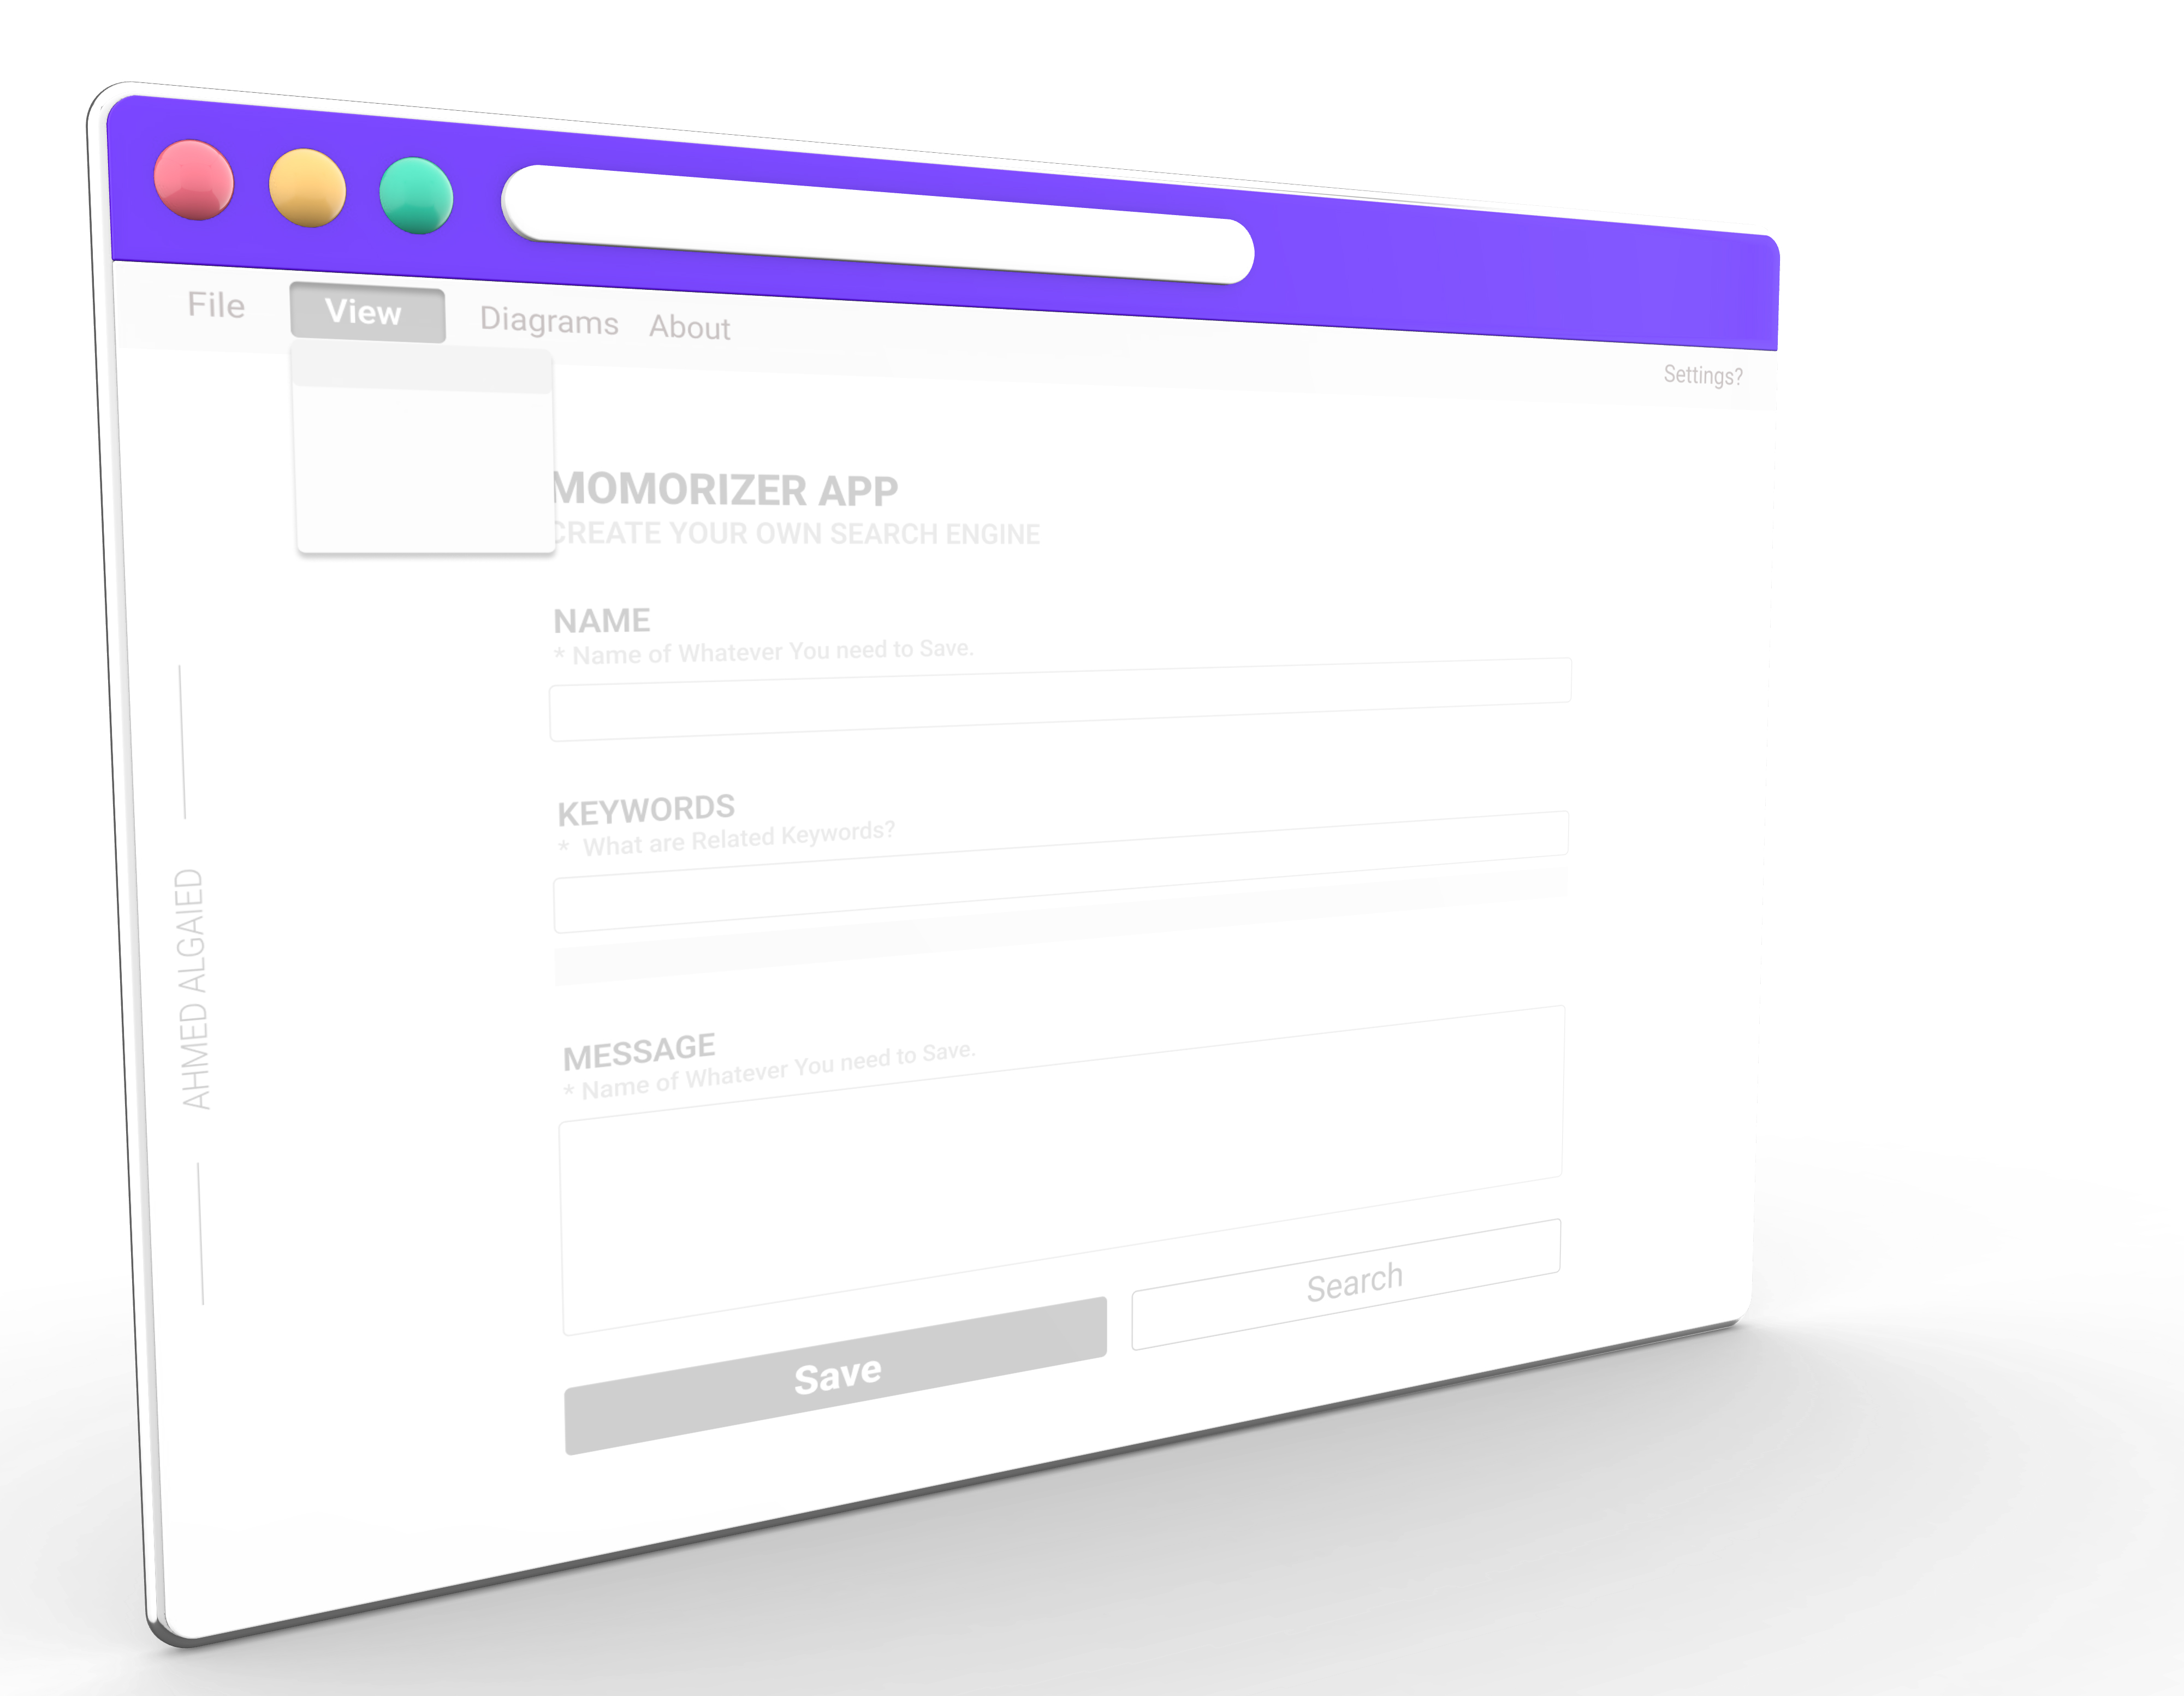 File View Diagrams About
Settings?
MOMORIZER APP
CREATE YOUR OWN SEARCH ENGINE
NAME
* Name of Whatever You need to Save.
KEYWORDS
* What are Related Keywords?
MESSAGE
* Name of Whatever You need to Save.
Save
Search
AHMED ALGAIED